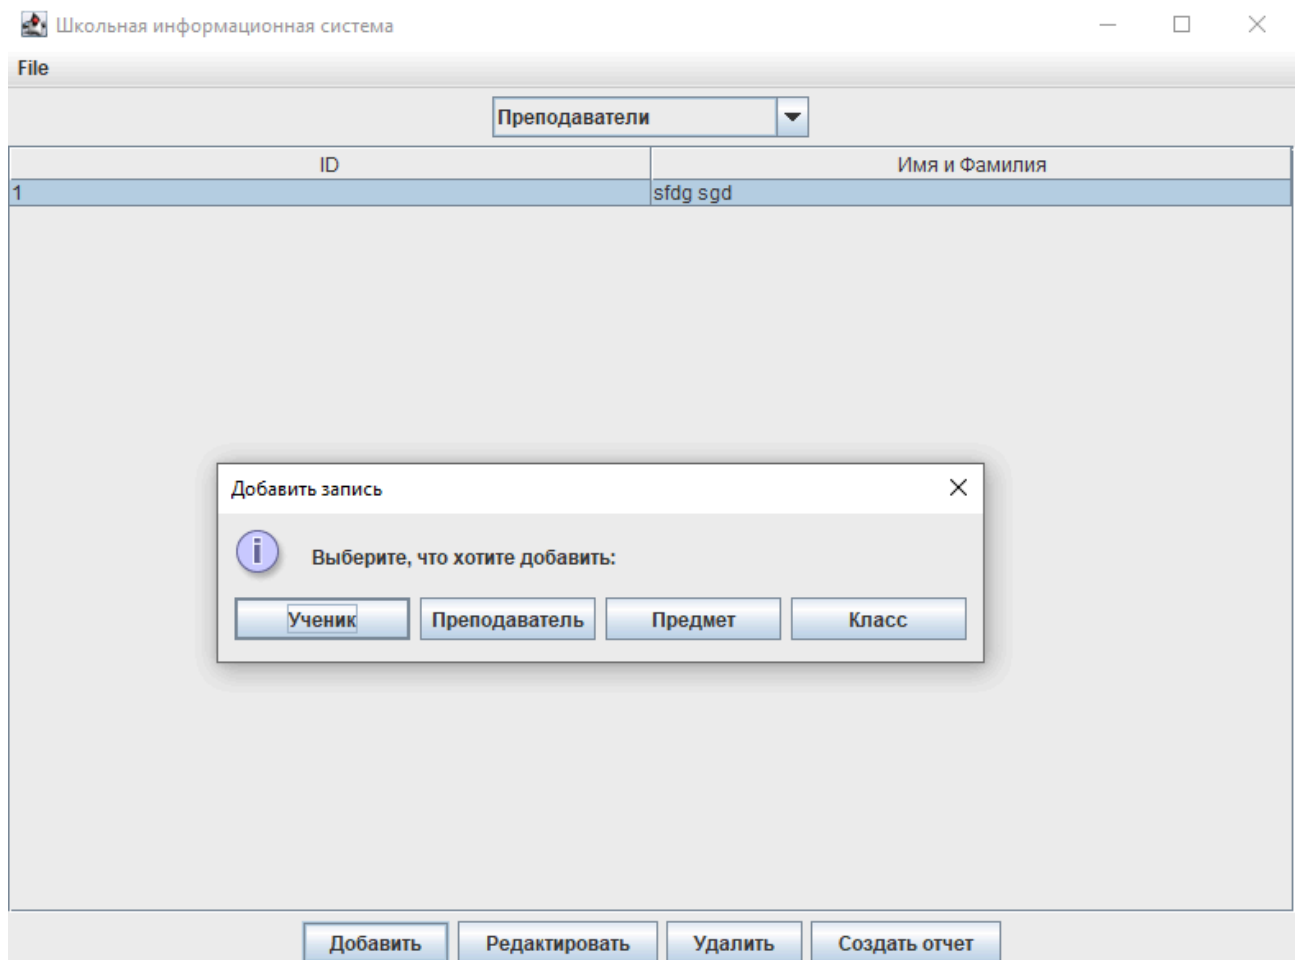 Школьная информационная система
File
Преподаватели
ID Имя и Фамилия
1 sfdg sgd
Добавить запись
i Выберите, что хотите добавить:
Ученик Преподаватель Предмет Класс
Добавить Редактировать Удалить Создать отчет